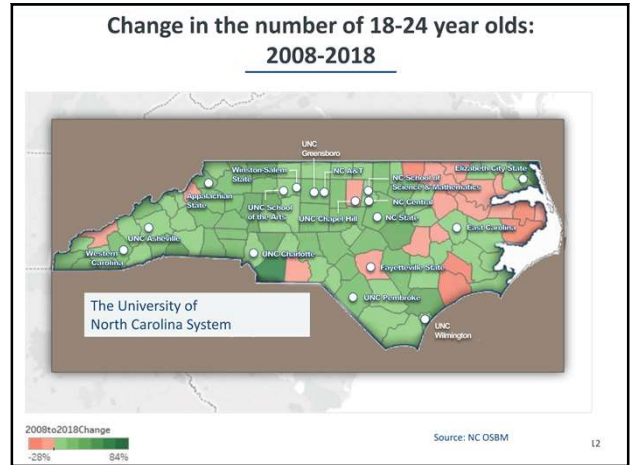 Change in the number of 18-24 year olds:
2008-2018
UNC
Greensboro
Winston-Salem
State
NC A&T
NC School of
Science & Mathematics
Elizabeth City State
Appalachian
State
UNC School
of the Arts
UNC-Chapel Hill
NC Central
NC State
East Carolina
UNC Asheville
Western
Carolina
UNC Charlotte
Fayetteville State
UNC Pembroke
UNC
Wilmington
The University of
North Carolina System
2008to2018Change
-28%
84%
Source: NC OSBM
12